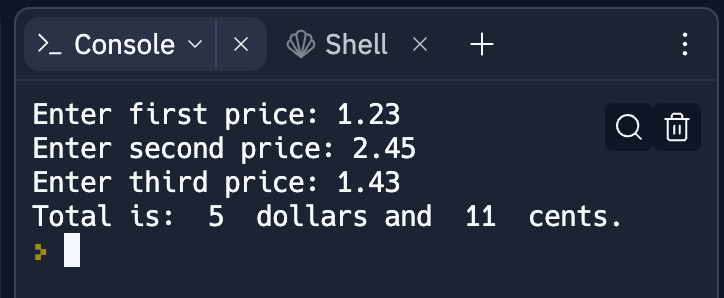 >_ Console Shell
Enter first price: 1.23
Enter second price: 2.45
Enter third price: 1.43
Total is:  5  dollars and  11  cents.
>